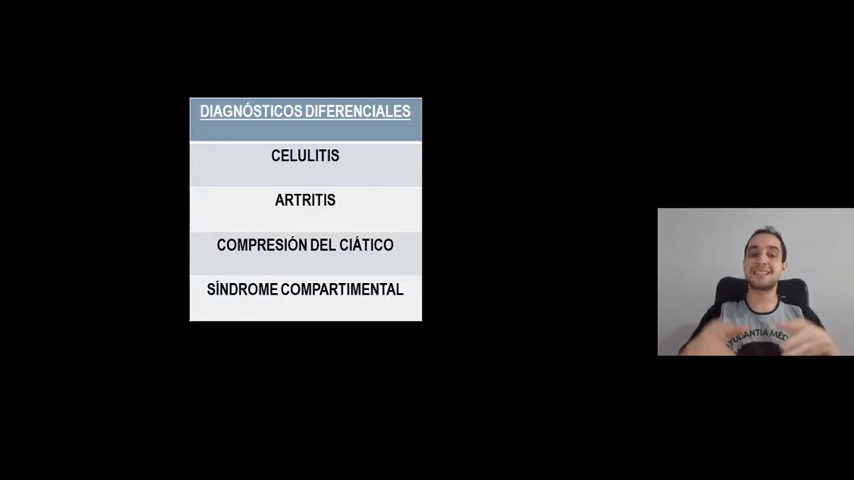 DIAGNÓSTICOS DIFERENCIALES
CELULITIS
ARTRITIS
COMPRESIÓN DEL CIÁTICO
SÍNDROME COMPARTIMENTAL